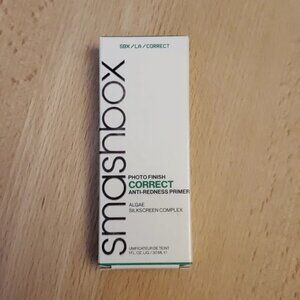 SBX/LA/CORRECT
smashbox
PHOTO FINISH
CORRECT
ANTI-REDNESS PRIMER
ALGAE
SILKSCREEN COMPLEX
UNIFICATEUR DE TEINT
1 FL. OZ. LIQ. / 30 ML ℮